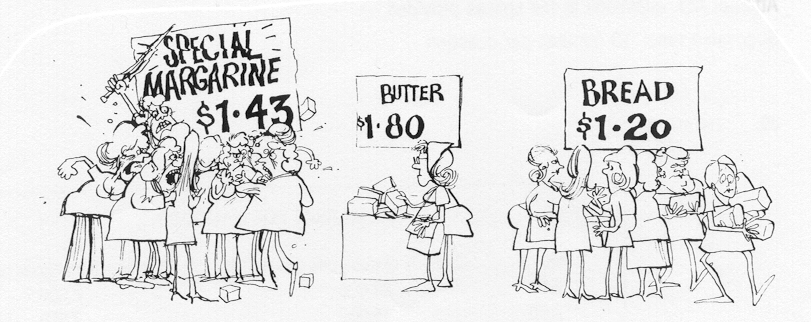 SPECIAL
MARGARINE
$1·43
BUTTER
$1·80
BREAD
$1·20